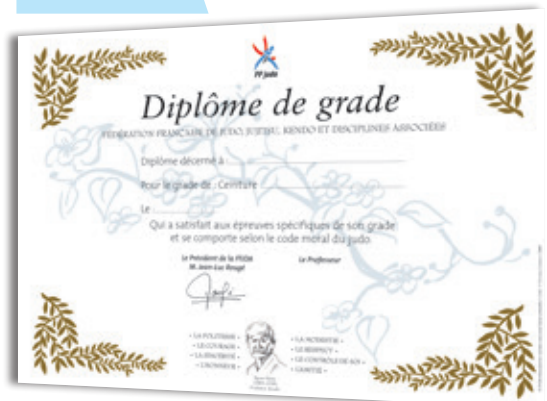 FF Judo
Diplôme de grade
FÉDÉRATION FRANÇAISE DE JUDO, JUJITSU, KENDO ET DISCIPLINES ASSOCIÉES
Diplôme décerné à :
Pour le grade de : Ceinture
Le :
Qui a satisfait aux épreuves spécifiques de son grade
et se comporte selon le code moral du judo.
Le Président de la FFJDA
M. Jean-Luc Rougé
Le Professeur
- LA POLITESSE -
- LE COURAGE -
- LA SINCÉRITÉ -
- L'HONNEUR -
- LA MODESTIE -
- LE RESPECT -
- LE CONTRÔLE DE SOI -
- L'AMITIÉ -